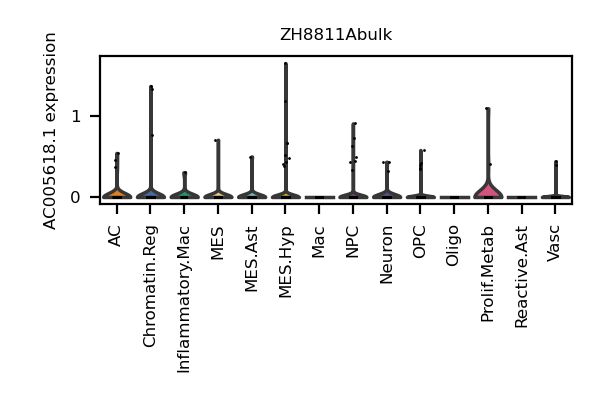 ZH8811Abulk
AC005618.1 expression
1
0
AC
Chromatin.Reg
Inflammatory.Mac
MES
MES.Ast
MES.Hyp
Mac
NPC
Neuron
OPC
Oligo
Prolif.Metab
Reactive.Ast
Vasc